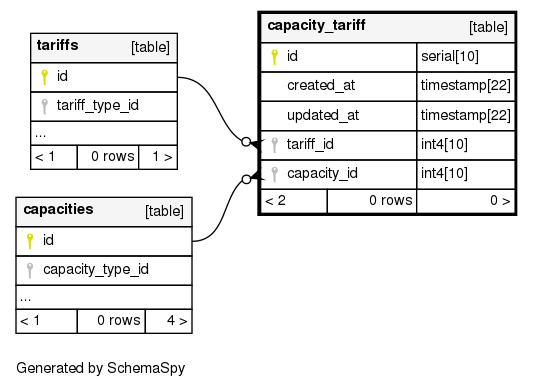 tariffs [table]
id
tariff_type_id
...
< 1 0 rows 1 >
capacity_tariff [table]
id serial[10]
created_at timestamp[22]
updated_at timestamp[22]
tariff_id int4[10]
capacity_id int4[10]
< 2 0 rows 0 >
capacities [table]
id
capacity_type_id
...
< 1 0 rows 4 >
Generated by SchemaSpy